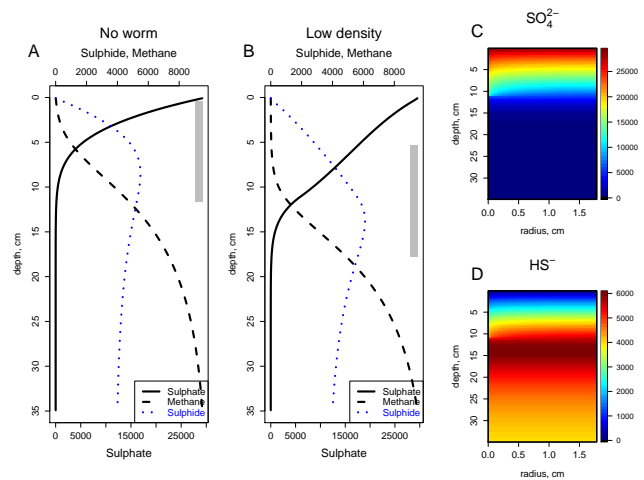 No worm
A
Sulphide, Methane
0 2000 4000 6000 8000
0
5
10
15
20
25
30
35
depth, cm
Sulphate
Methane
Sulphide
0 5000 15000 25000
Sulphate
Low density
B
Sulphide, Methane
0 2000 4000 6000 8000
0
5
10
15
20
25
30
35
depth, cm
Sulphate
Methane
Sulphide
0 5000 15000 25000
Sulphate
C
SO₄²⁻
5
10
15
20
30
depth, cm
0.0 0.5 1.0 1.5
radius, cm
25000
20000
15000
10000
5000
0
D
HS⁻
5
10
15
20
30
depth, cm
0.0 0.5 1.0 1.5
radius, cm
6000
5000
4000
3000
2000
1000
0